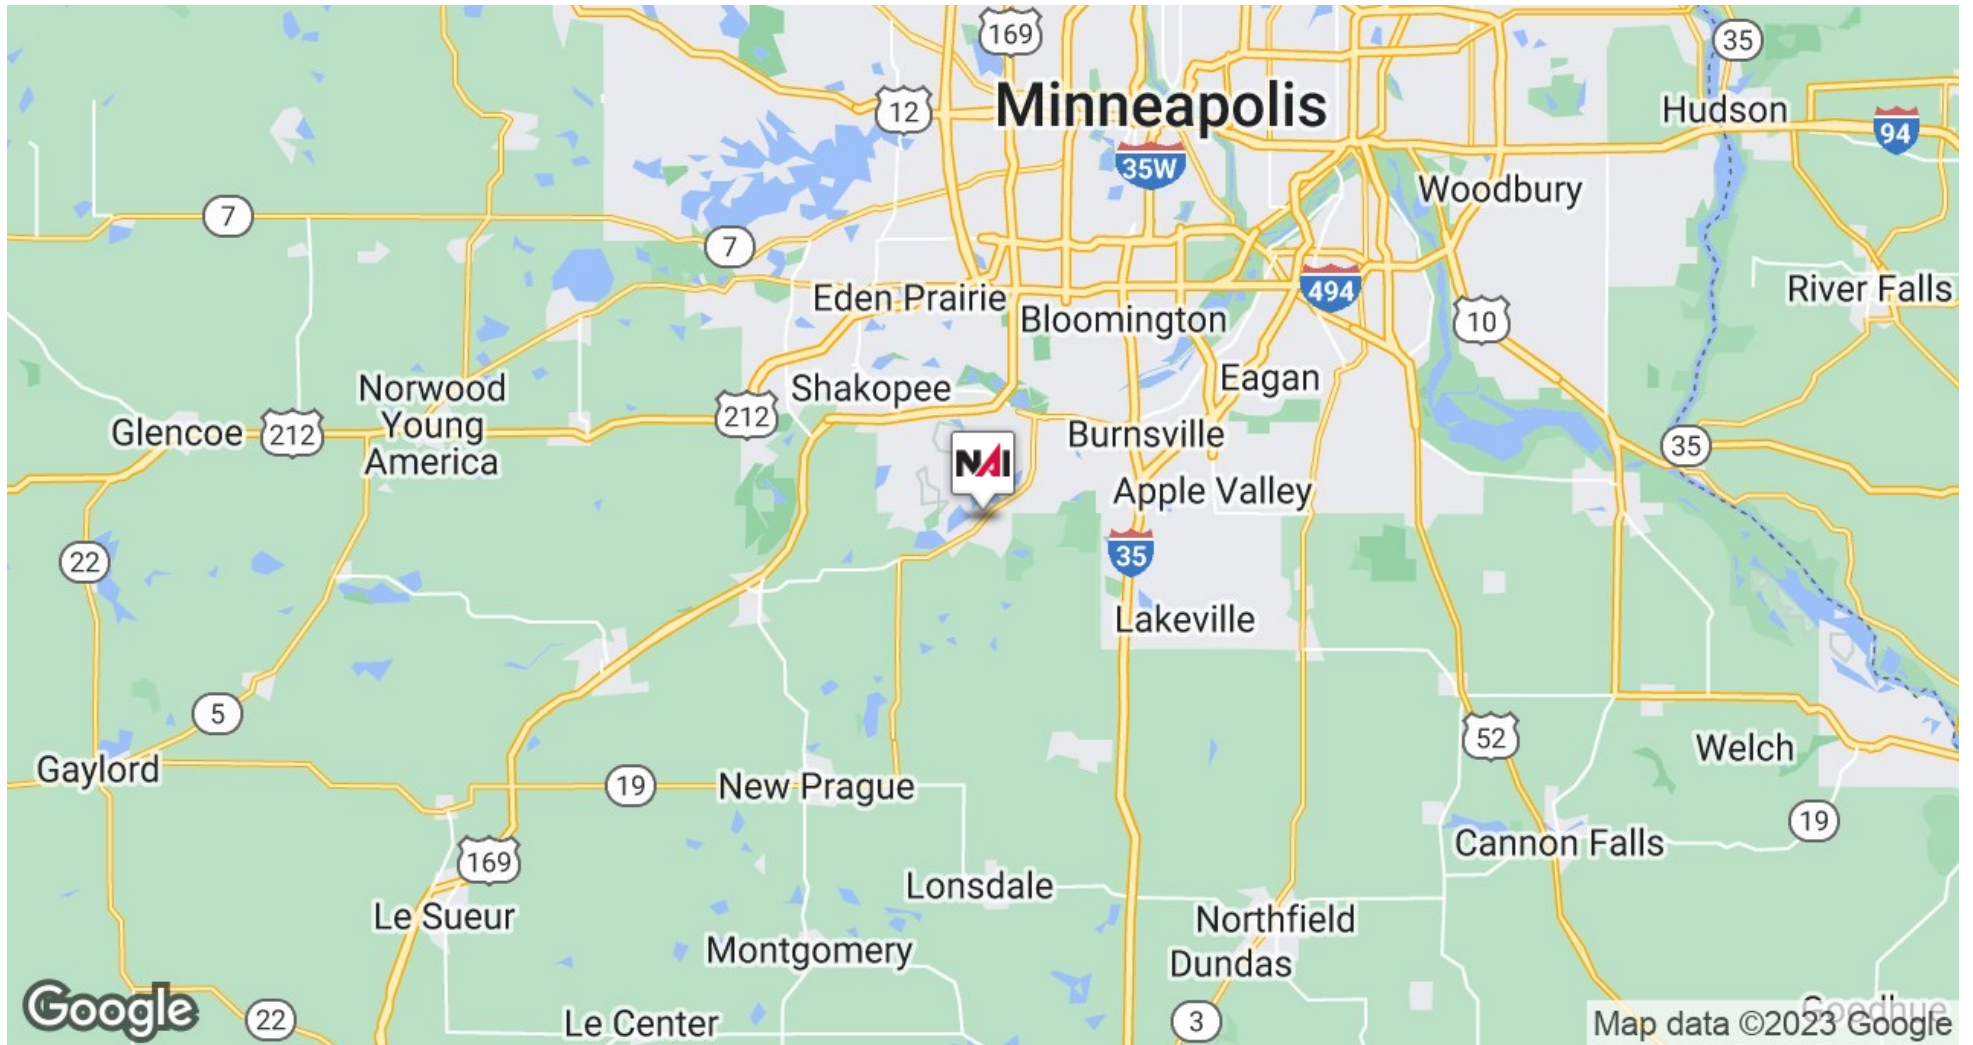 169
35
12
Minneapolis
Hudson
94
35W
Woodbury
7
7
Eden Prairie
494
River Falls
Bloomington
10
Eagan
Shakopee
Norwood
Young
America
212
Glencoe
212
Burnsville
35
NAI
Apple Valley
22
35
Lakeville
5
52
Welch
Gaylord
19
New Prague
19
Cannon Falls
169
Lonsdale
Le Sueur
Northfield
Montgomery
Dundas
Google
22
Le Center
3
Goodhue
Map data ©2023 Google